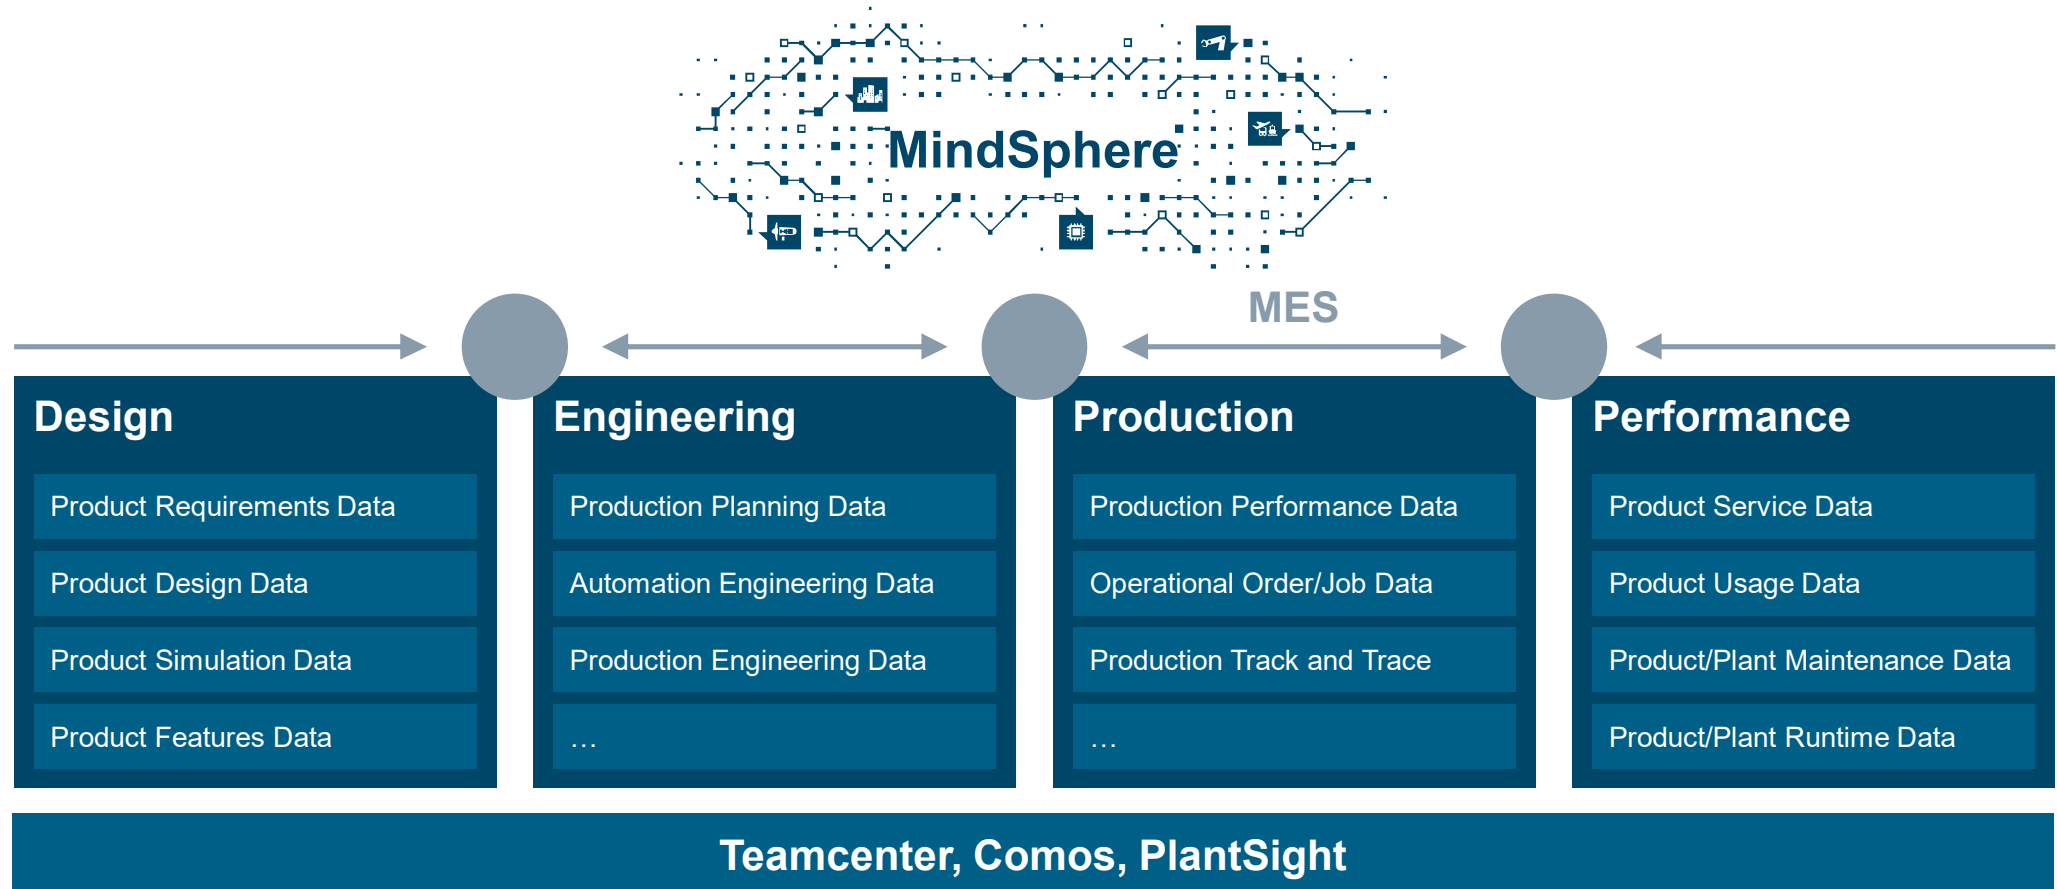 MindSphere
MES
Design
Product Requirements Data
Product Design Data
Product Simulation Data
Product Features Data
Engineering
Production Planning Data
Automation Engineering Data
Production Engineering Data
…
Production
Production Performance Data
Operational Order/Job Data
Production Track and Trace
…
Performance
Product Service Data
Product Usage Data
Product/Plant Maintenance Data
Product/Plant Runtime Data
Teamcenter, Comos, PlantSight